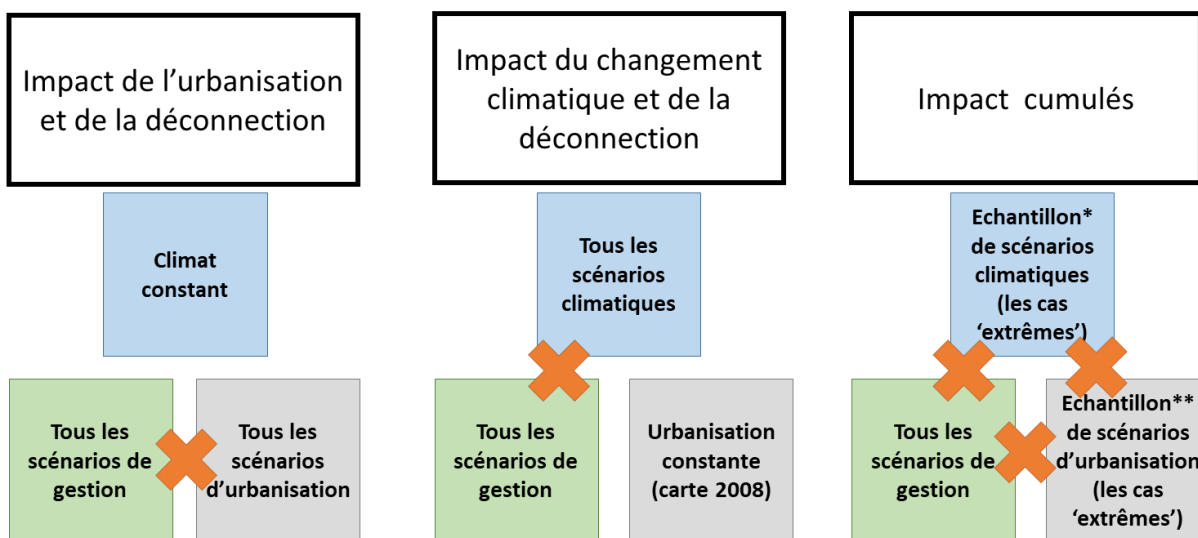 Impact de l'urbanisation
et de la déconnection
Climat
constant
Tous les
scénarios de
gestion
Tous les
scénarios
d'urbanisation
Impact du changement
climatique et de la
déconnection
Tous les
scénarios
climatiques
Tous les
scénarios de
gestion
Urbanisation
constante
(carte 2008)
Impact  cumulés
Echantillon*
de scénarios
climatiques
(les cas
‘extrêmes’)
Tous les
scénarios de
gestion
Echantillon**
de scénarios
d'urbanisation
(les cas
‘extrêmes’)